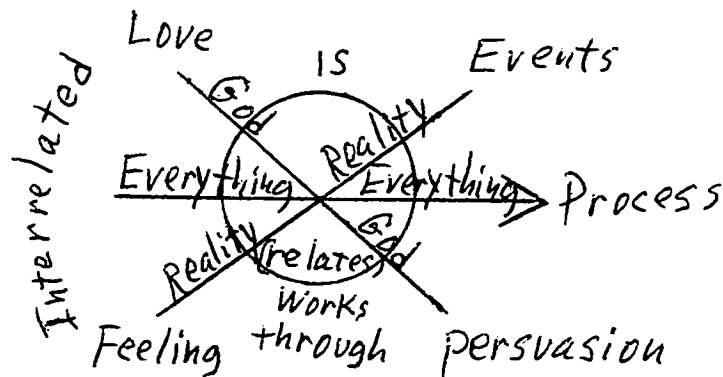 Love
IS
Events
God
Reality
Interrelated
Everything
Everything
Process
Reality
(relates)
God
Works
through
Feeling
persuasion